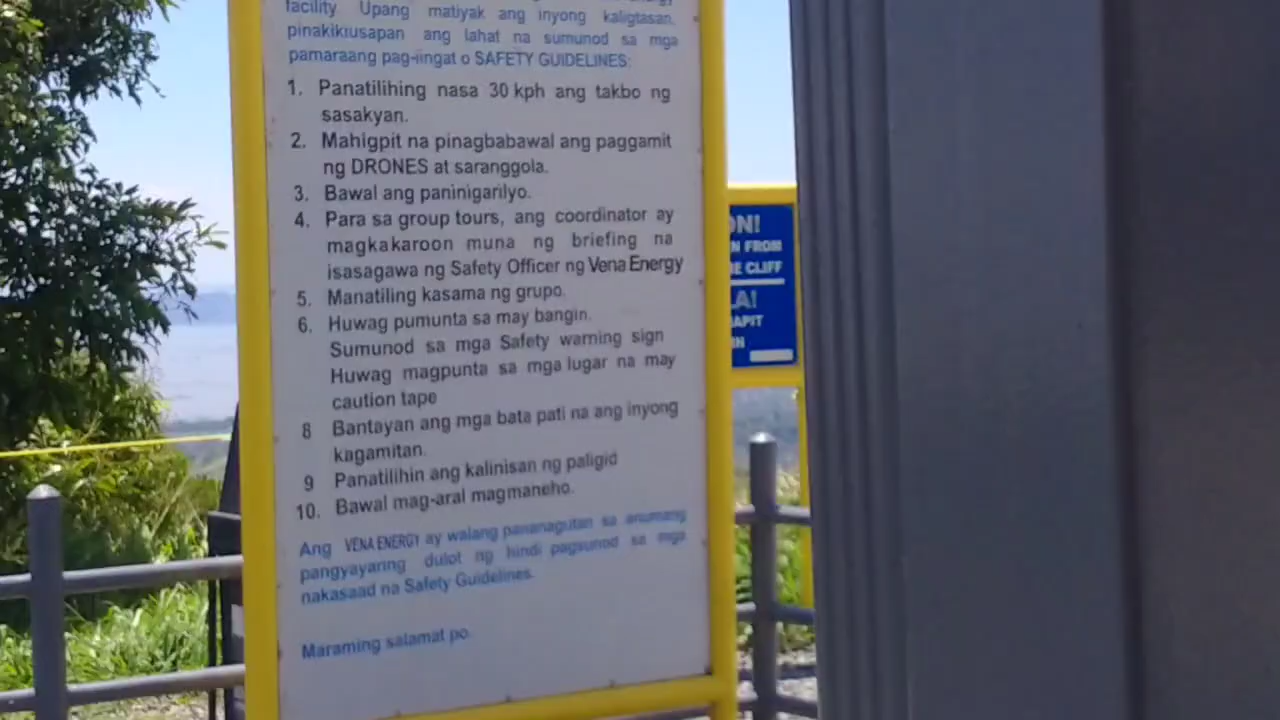 facility Upang matiyak ang inyong kaligtasan,
pinakikiusapan ang lahat na sumunod sa mga
pamaraang pag-iingat o SAFETY GUIDELINES:
1. Panatilihing nasa 30 kph ang takbo ng
sasakyan.
2. Mahigpit na pinagbabawal ang paggamit
ng DRONES at saranggola.
3. Bawal ang paninigarilyo.
4. Para sa group tours, ang coordinator ay
magkakaroon muna ng briefing na
isasagawa ng Safety Officer ng Vena Energy
5. Manatiling kasama ng grupo.
6. Huwag pumunta sa may bangin.
Sumunod sa mga Safety warning sign
Huwag magpunta sa mga lugar na may
caution tape
8 Bantayan ang mga bata pati na ang inyong
kagamitan.
9 Panatilihin ang kalinisan ng paligid
10. Bawal mag-aral magmaneho.
Ang VENA ENERGY ay walang pananagutan sa anumang
pangyayaring dulot ng hindi pagsunod sa mga
nakasaad na Safety Guidelines.
Maraming salamat po.
ON!
N FROM
HE CLIFF
LA!
APIT
IN